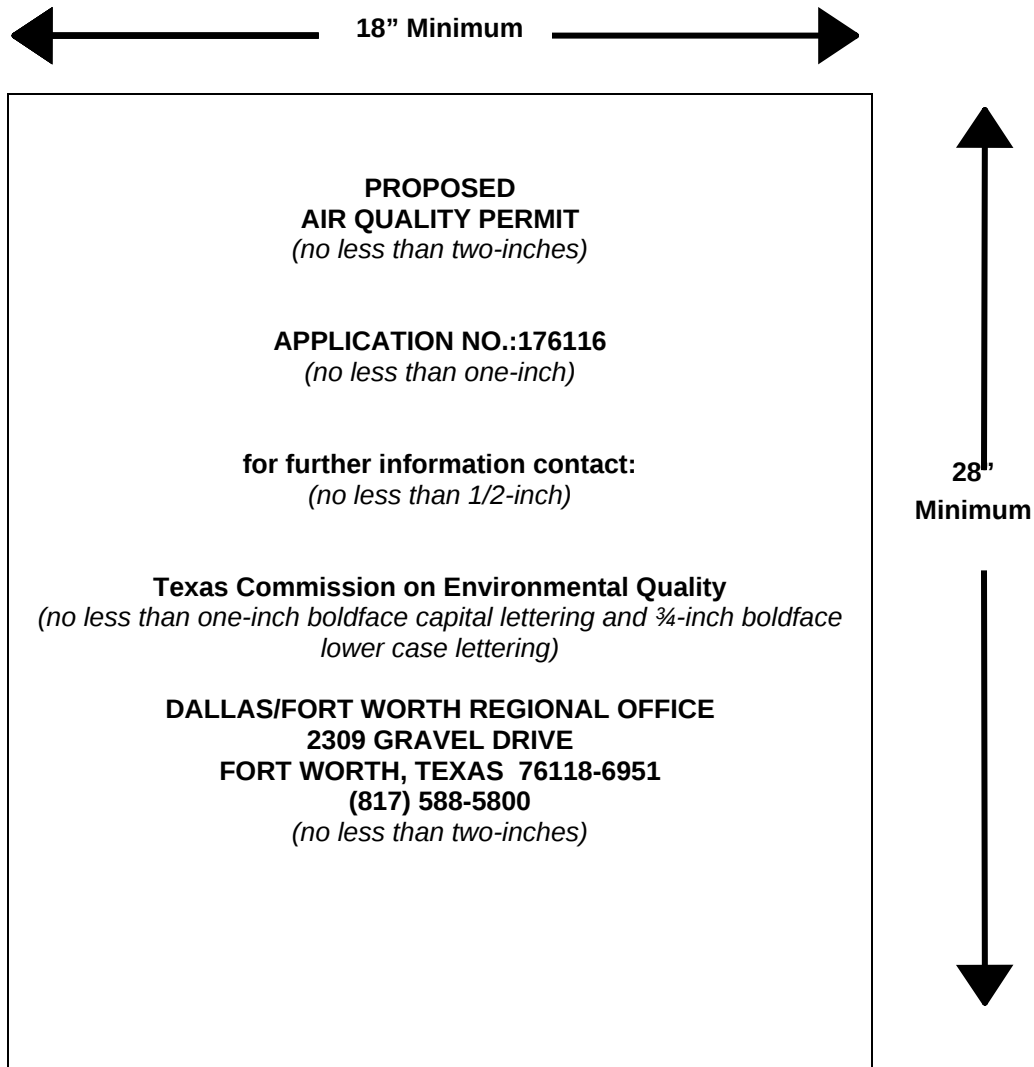 18” Minimum
PROPOSED
AIR QUALITY PERMIT
(no less than two-inches)
APPLICATION NO.:176116
(no less than one-inch)
for further information contact:
(no less than 1/2-inch)
28”
Minimum
Texas Commission on Environmental Quality
(no less than one-inch boldface capital lettering and ¾-inch boldface
lower case lettering)
DALLAS/FORT WORTH REGIONAL OFFICE
2309 GRAVEL DRIVE
FORT WORTH, TEXAS  76118-6951
(817) 588-5800
(no less than two-inches)